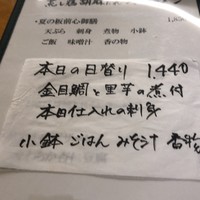 ・夏の板前心御膳
天ぷら 刺身 煮物 小鉢
ご飯 味噌汁 香の物
本日の日替り 1,440
金目鯛と里芋の煮付
本日仕入れの刺身
小鉢 ごはん みそ汁 香物